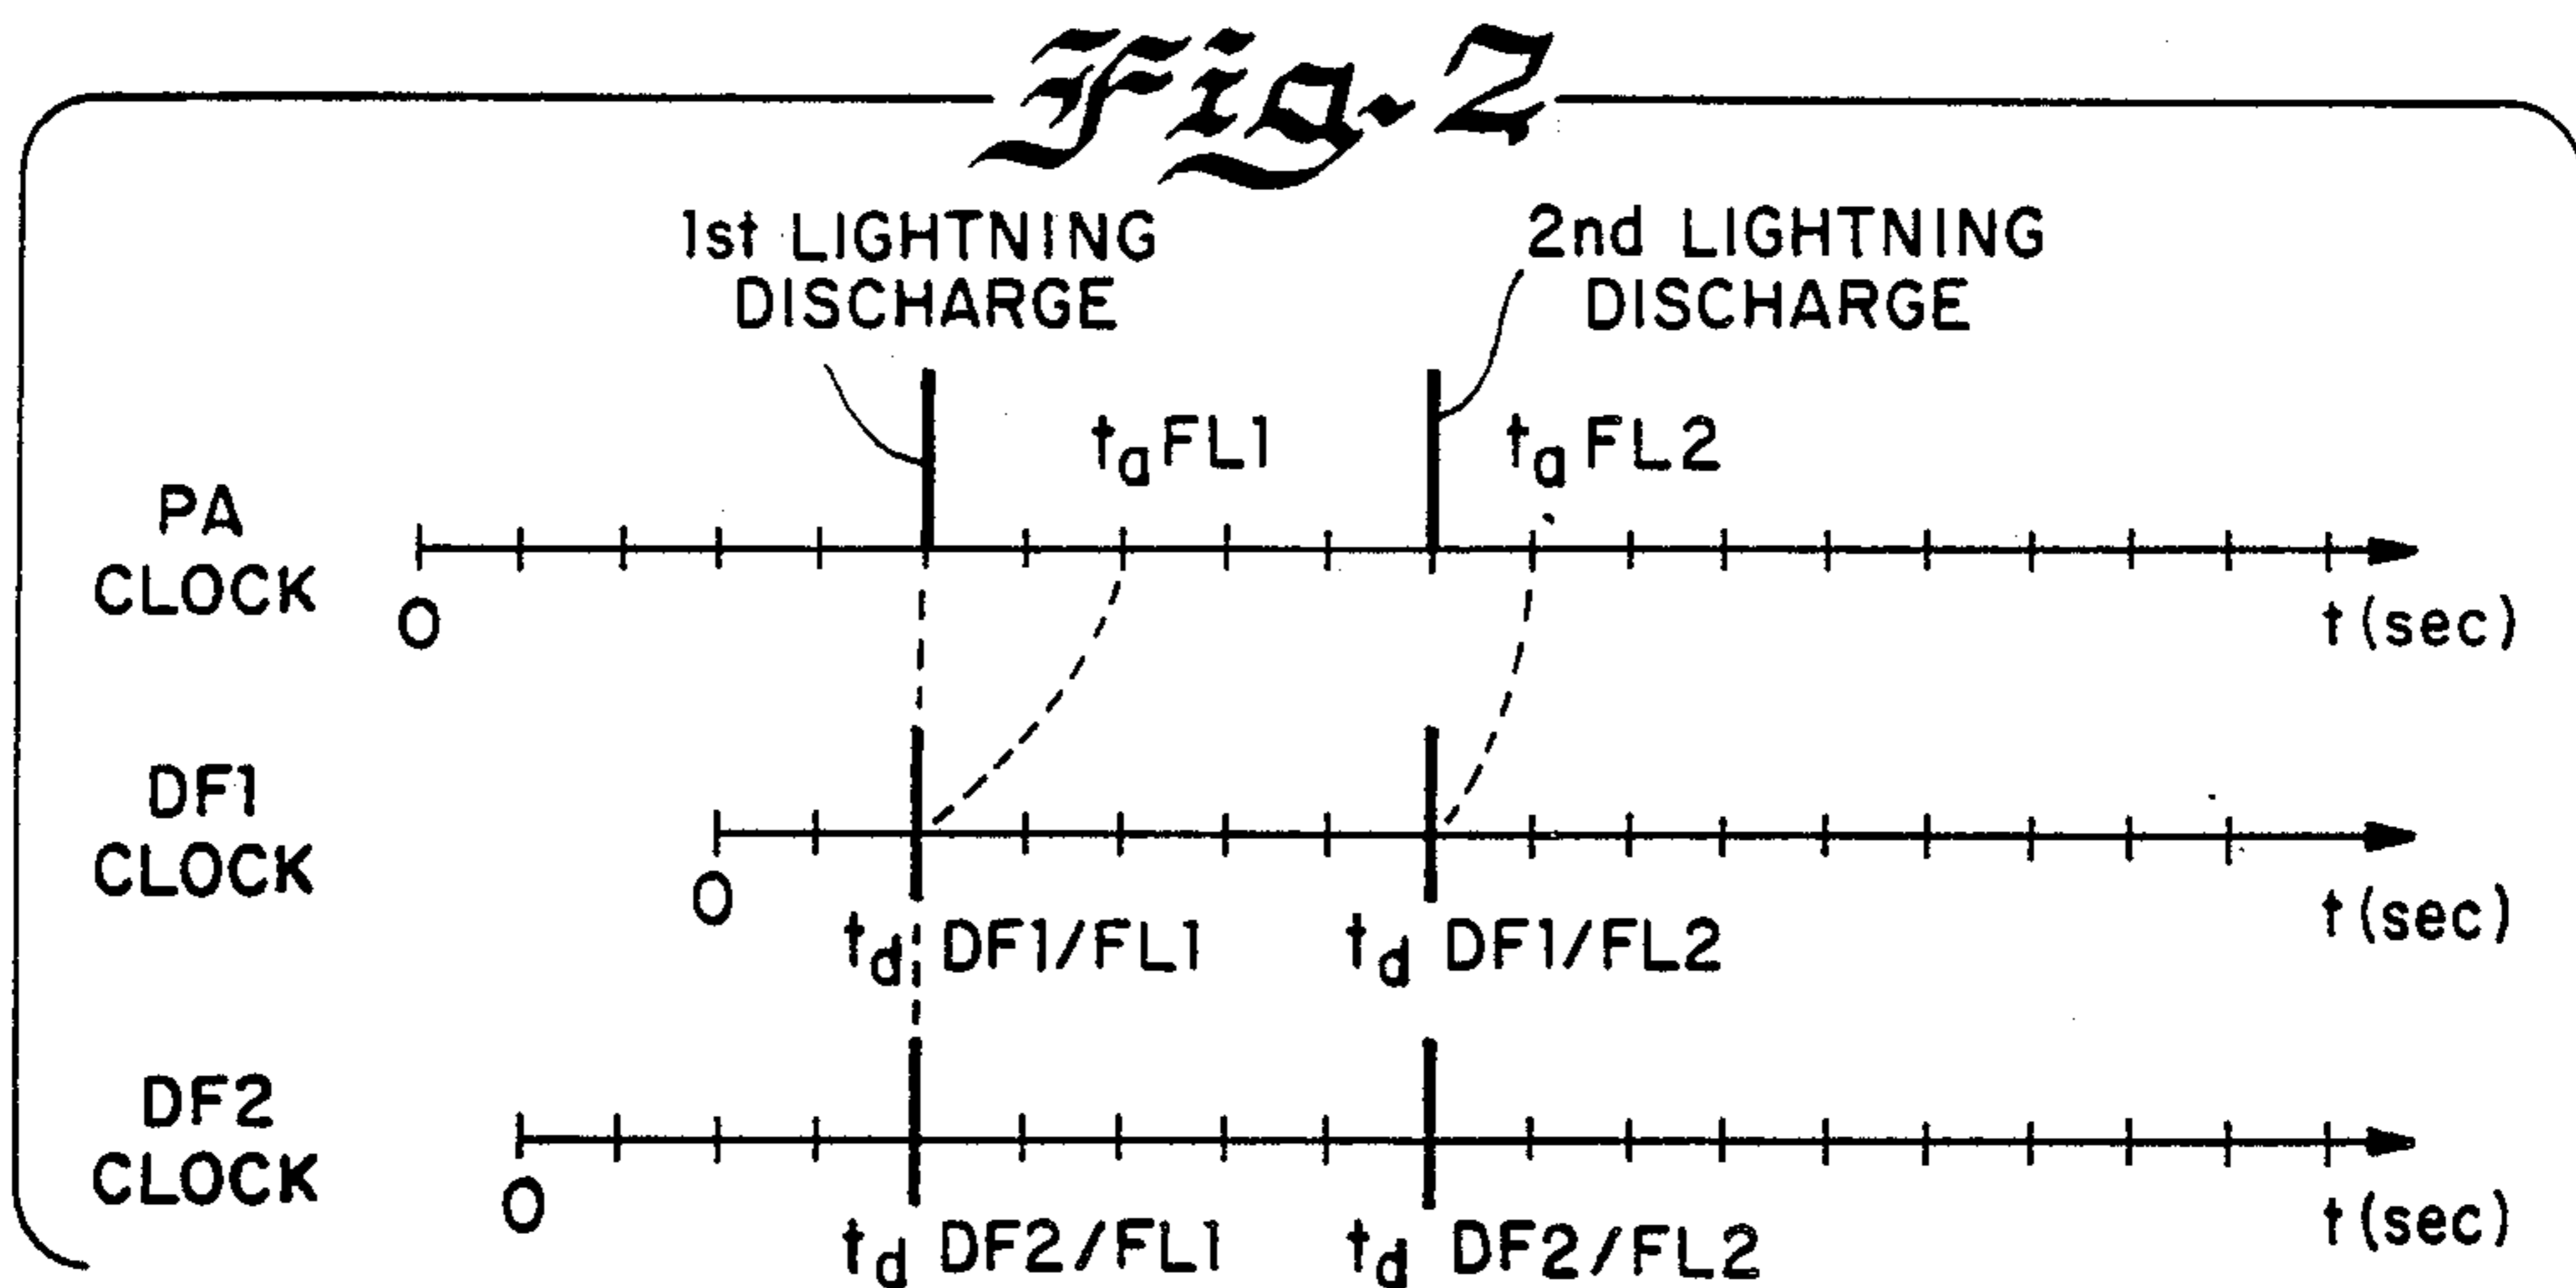 Fig. 2
1st LIGHTNING
DISCHARGE
2nd LIGHTNING
DISCHARGE
taFL1
taFL2
PA
CLOCK
0
t(sec)
DF1
CLOCK
0
td DF1/FL1
td DF1/FL2
t(sec)
DF2
CLOCK
0
td DF2/FL1
td DF2/FL2
t(sec)